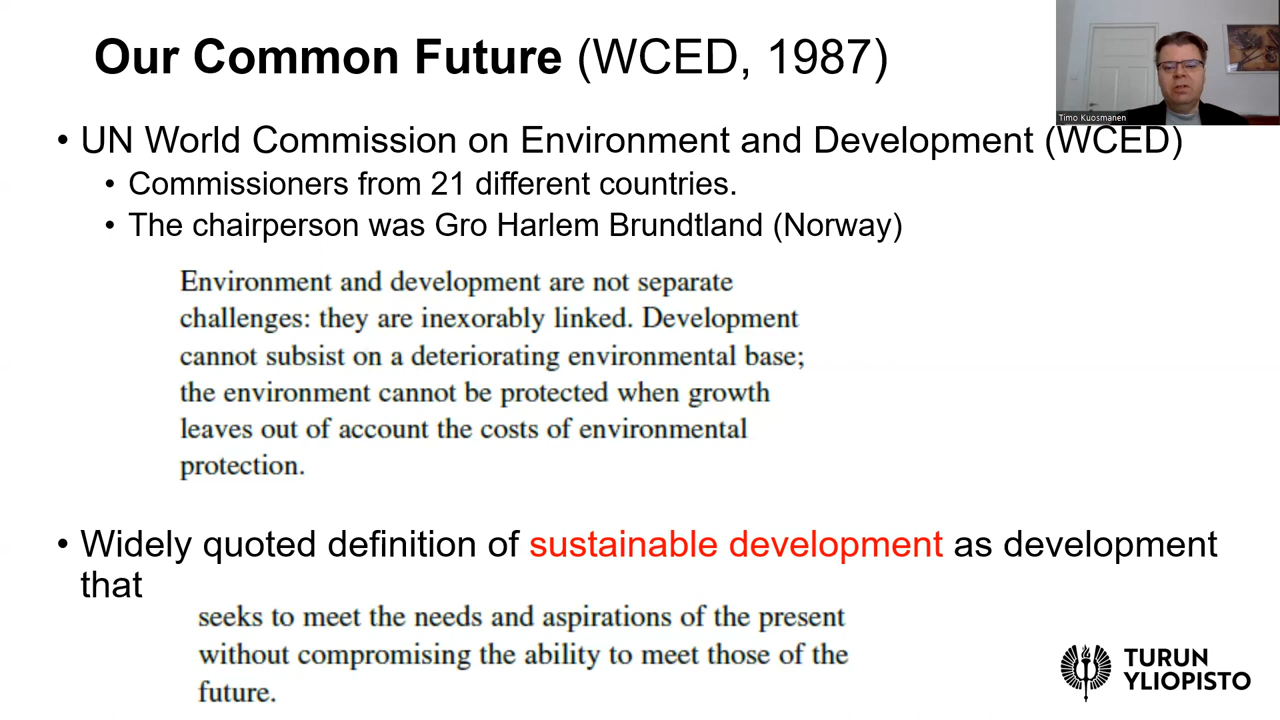 Our Common Future (WCED, 1987)
Timo Kuosmanen
• UN World Commission on Environment and Development (WCED)
• Commissioners from 21 different countries.
• The chairperson was Gro Harlem Brundtland (Norway)
Environment and development are not separate
challenges: they are inexorably linked. Development
cannot subsist on a deteriorating environmental base;
the environment cannot be protected when growth
leaves out of account the costs of environmental
protection.
• Widely quoted definition of sustainable development as development
that
seeks to meet the needs and aspirations of the present
without compromising the ability to meet those of the
future.
TURUN
YLIOPISTO